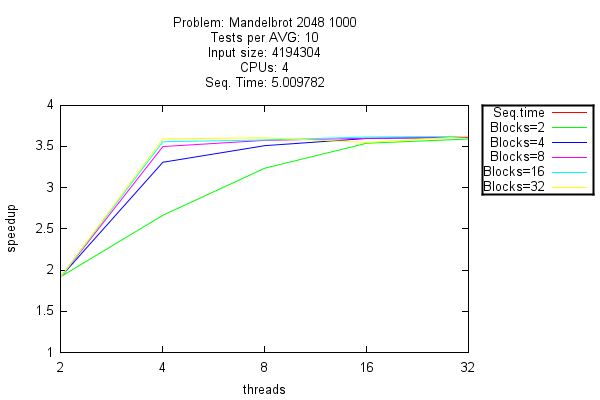 Problem: Mandelbrot 2048 1000
Tests per AVG: 10
Input size: 4194304
CPUs: 4
Seq. Time: 5.009782
4
3.5
3
2.5
2
1.5
1
speedup
2 4 8 16 32
threads
Seq.time
Blocks=2
Blocks=4
Blocks=8
Blocks=16
Blocks=32